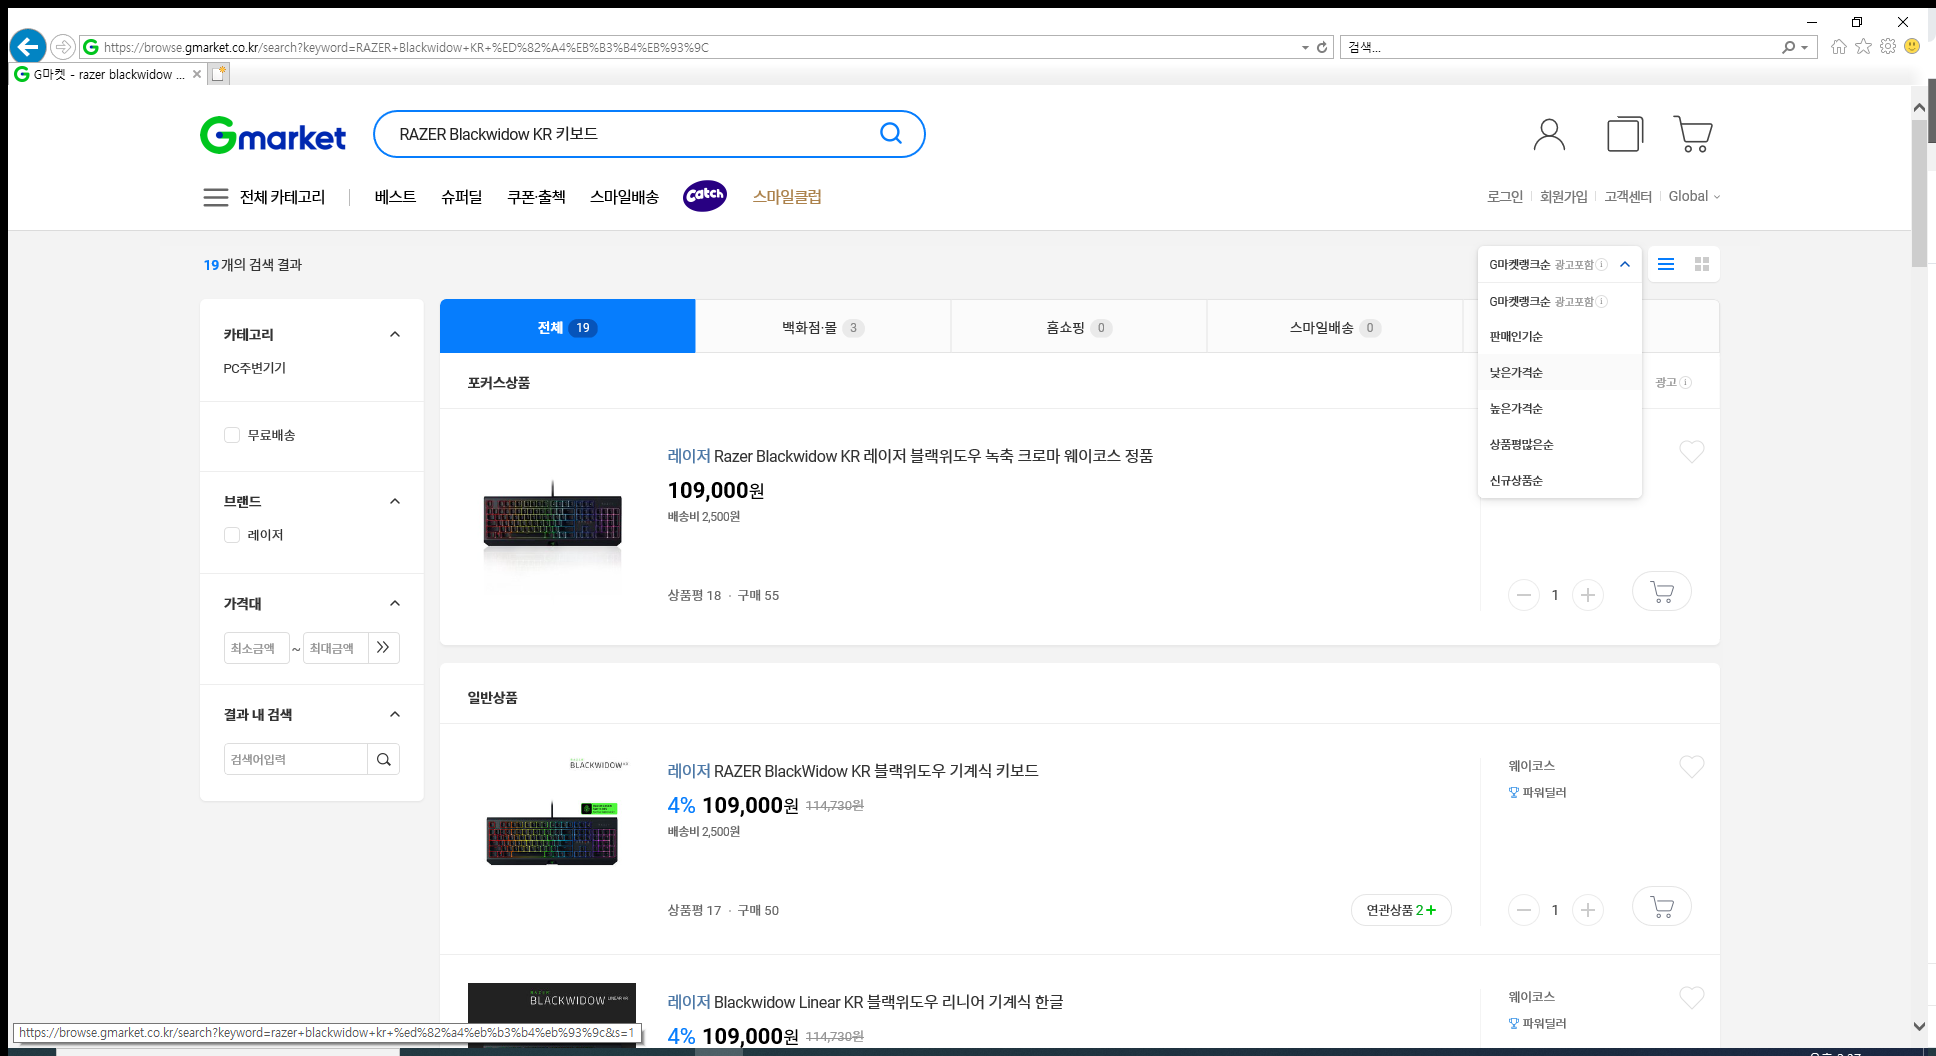 https://browse.gmarket.co.kr/search?keyword=RAZER+Blackwidow+KR+%ED%82%A4%EB%B3%B4%EB%93%9C
검색...
G마켓 - razer blackwidow ...
Gmarket
RAZER Blackwidow KR 키보드
전체 카테고리
베스트
슈퍼딜
쿠폰·출첵
스마일배송
Catch
스마일클럽
로그인
회원가입
고객센터
Global
19개의 검색 결과
G마켓랭크순 광고포함
G마켓랭크순 광고포함
판매인기순
낮은가격순
높은가격순
상품평많은순
신규상품순
카테고리
PC주변기기
무료배송
브랜드
레이저
가격대
최소금액 ~ 최대금액
결과 내 검색
검색어입력
전체 19
백화점·몰 3
홈쇼핑 0
스마일배송 0
포커스상품
광고
레이저 Razer Blackwidow KR 레이저 블랙위도우 녹축 크로마 웨이코스 정품
109,000원
배송비 2,500원
상품평 18 · 구매 55
1
일반상품
BLACKWIDOW
레이저 RAZER BlackWidow KR 블랙위도우 기계식 키보드
4% 109,000원 114,730원
배송비 2,500원
상품평 17 · 구매 50
연관상품 2+
웨이코스
파워딜러
1
BLACKWIDOW LINEAR KR
레이저 Blackwidow Linear KR 블랙위도우 리니어 기계식 한글
4% 109,000원 114,730원
웨이코스
파워딜러
https://browse.gmarket.co.kr/search?keyword=razer+blackwidow+kr+%ed%82%a4%eb%b3%b4%eb%93%9c&s=1